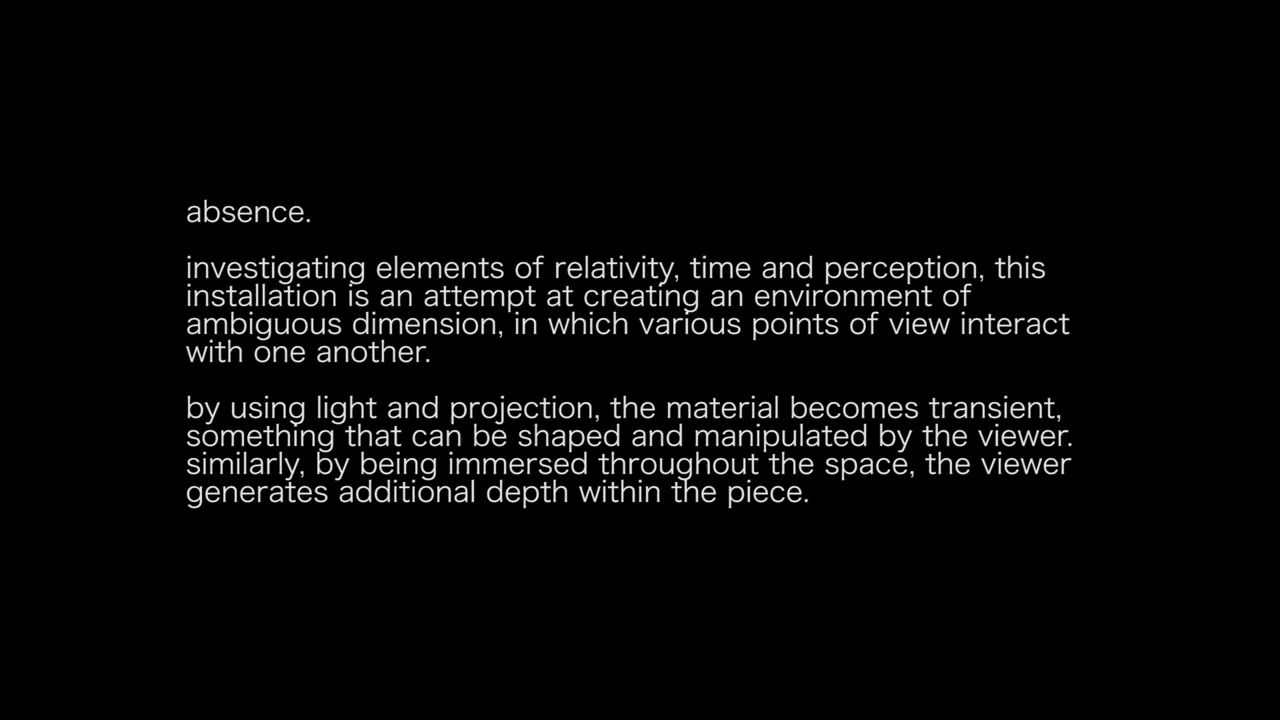 absence.
investigating elements of relativity, time and perception, this
installation is an attempt at creating an environment of
ambiguous dimension, in which various points of view interact
with one another.
by using light and projection, the material becomes transient,
something that can be shaped and manipulated by the viewer.
similarly, by being immersed throughout the space, the viewer
generates additional depth within the piece.